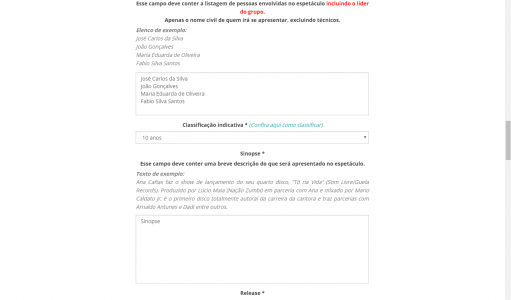 Esse campo deve conter a listagem de pessoas envolvidas no espetáculo incluindo o líder
do grupo.
Apenas o nome civil de quem irá se apresentar, excluindo técnicos.
Elenco de exemplo:
José Carlos da Silva
João Gonçalves
Maria Eduarda de Oliveira
Fabio Silva Santos
José Carlos da Silva
João Gonçalves
Maria Eduarda de Oliveira
Fabio Silva Santos
Classificação indicativa * (Confira aqui como classificar)
10 anos
Sinopse *
Esse campo deve conter uma breve descrição do que será apresentado no espetáculo.
Texto de exemplo:
Ana Cañas faz o show de lançamento do seu quarto disco, "Tô na Vida" (Som Livre/Guela
Records). Produzido por Lúcio Maia (Nação Zumbi) em parceria com Ana e mixado por Mario
Caldato Jr, é o primeiro disco totalmente autoral da carreira da cantora e traz parcerias com
Arnaldo Antunes e Dadi entre outros.
Sinopse
Release *